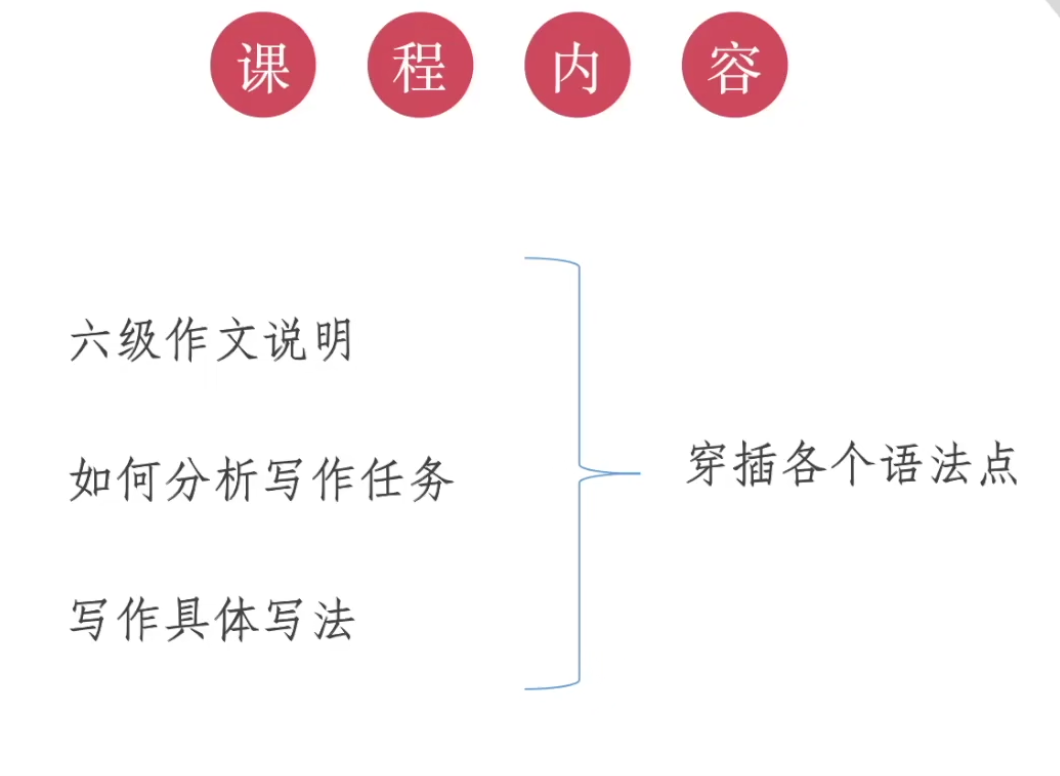 课程内容
六级作文说明
如何分析写作任务
写作具体写法
穿插各个语法点